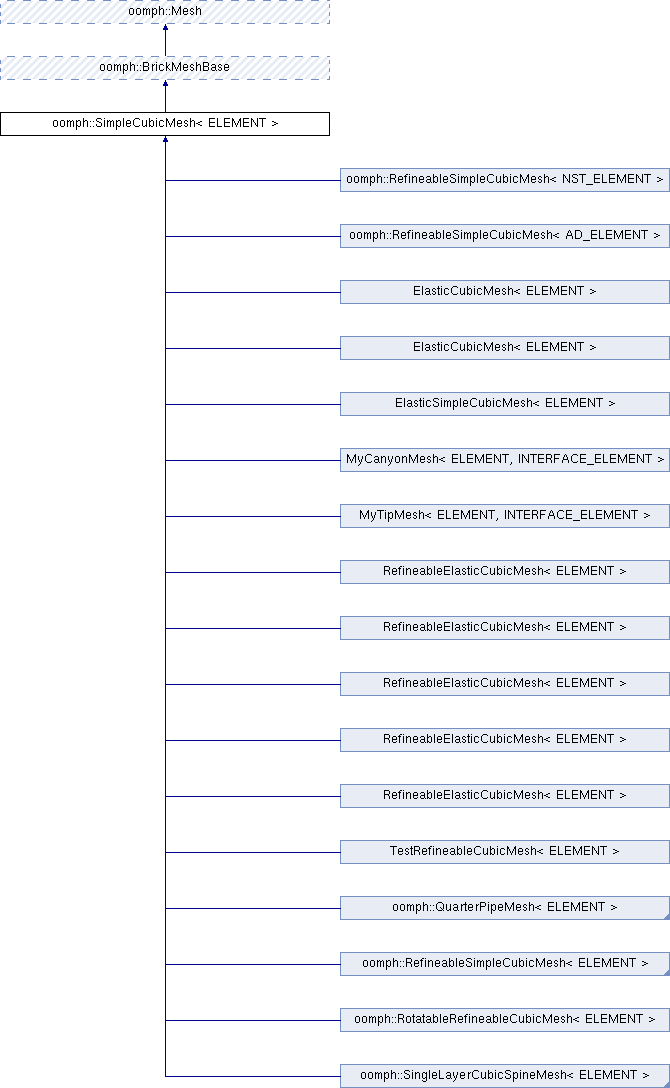 oomph::Mesh
oomph::BrickMeshBase
oomph::SimpleCubicMesh< ELEMENT >
oomph::RefineableSimpleCubicMesh< NST_ELEMENT >
oomph::RefineableSimpleCubicMesh< AD_ELEMENT >
ElasticCubicMesh< ELEMENT >
ElasticCubicMesh< ELEMENT >
ElasticSimpleCubicMesh< ELEMENT >
MyCanyonMesh< ELEMENT, INTERFACE_ELEMENT >
MyTipMesh< ELEMENT, INTERFACE_ELEMENT >
RefineableElasticCubicMesh< ELEMENT >
RefineableElasticCubicMesh< ELEMENT >
RefineableElasticCubicMesh< ELEMENT >
RefineableElasticCubicMesh< ELEMENT >
RefineableElasticCubicMesh< ELEMENT >
TestRefineableCubicMesh< ELEMENT >
oomph::QuarterPipeMesh< ELEMENT >
oomph::RefineableSimpleCubicMesh< ELEMENT >
oomph::RotatableRefineableCubicMesh< ELEMENT >
oomph::SingleLayerCubicSpineMesh< ELEMENT >